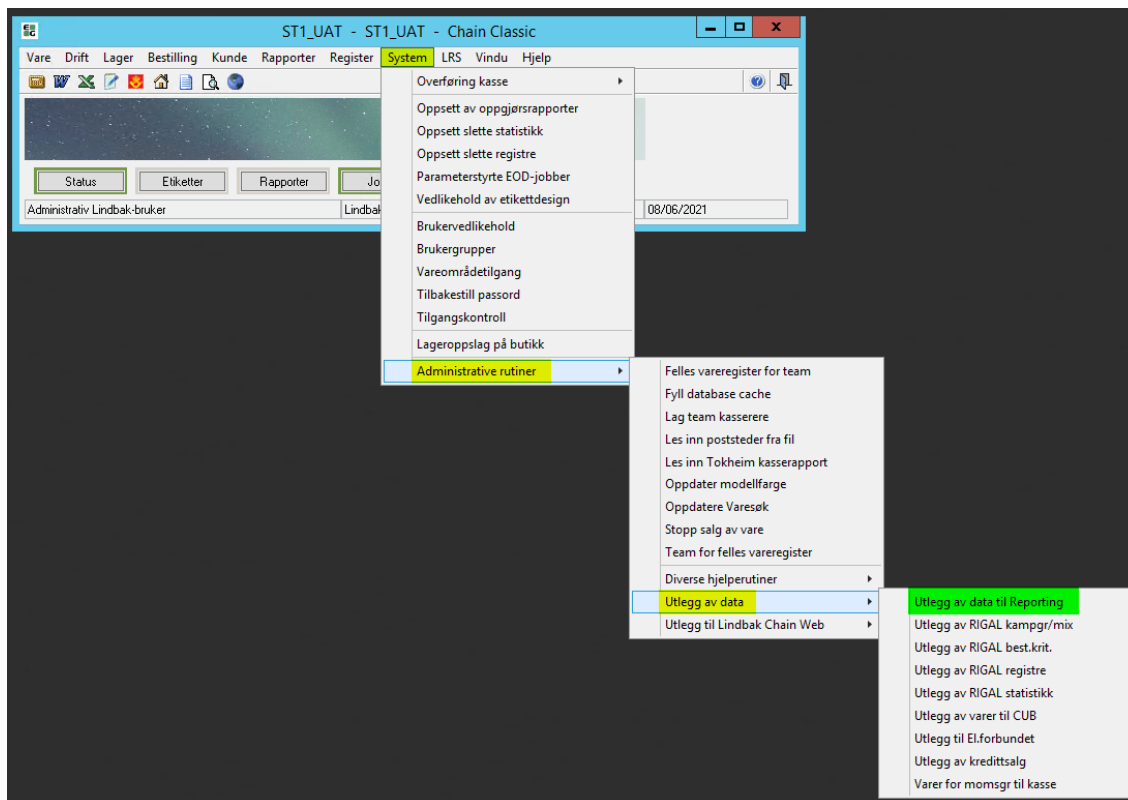 ST1_UAT - ST1_UAT - Chain Classic
Vare Drift Lager Bestilling Kunde Rapporter Register System LRS Vindu Hjelp
Status Etiketter Rapporter Jo
Administrativ Lindbak-bruker Lindbak 08/06/2021
Overføring kasse
Oppsett av oppgjørsrapporter
Oppsett slette statistikk
Oppsett slette registre
Parameterstyrte EOD-jobber
Vedlikehold av etikettdesign
Brukervedlikehold
Brukergrupper
Vareområdetilgang
Tilbakestill passord
Tilgangskontroll
Lageroppslag på butikk
Administrative rutiner
Felles vareregister for team
Fyll database cache
Lag team kasserere
Les inn poststeder fra fil
Les inn Tokheim kasserapport
Oppdater modellfarge
Oppdatere Varesøk
Stopp salg av vare
Team for felles vareregister
Diverse hjelperutiner
Utlegg av data
Utlegg til Lindbak Chain Web
Utlegg av data til Reporting
Utlegg av RIGAL kampgr/mix
Utlegg av RIGAL best.krit.
Utlegg av RIGAL registre
Utlegg av RIGAL statistikk
Utlegg av varer til CUB
Utlegg til El.forbundet
Utlegg av kredittsalg
Varer for momsgr til kasse